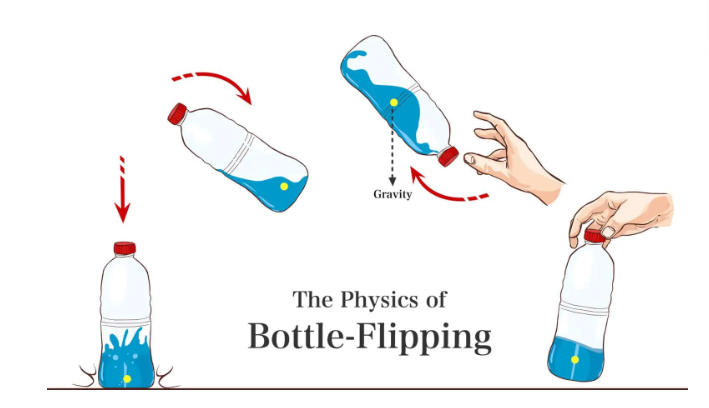 Gravity
The Physics of
Bottle-Flipping